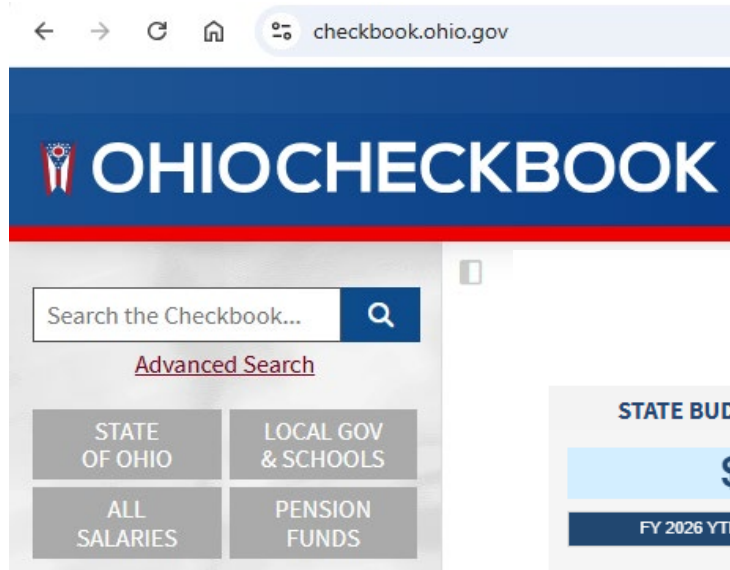 checkbook.ohio.gov
OHIOCHECKBOOK
Search the Checkbook...
Advanced Search
STATE
OF OHIO
LOCAL GOV
& SCHOOLS
ALL
SALARIES
PENSION
FUNDS
STATE BUD
S
FY 2026 YT